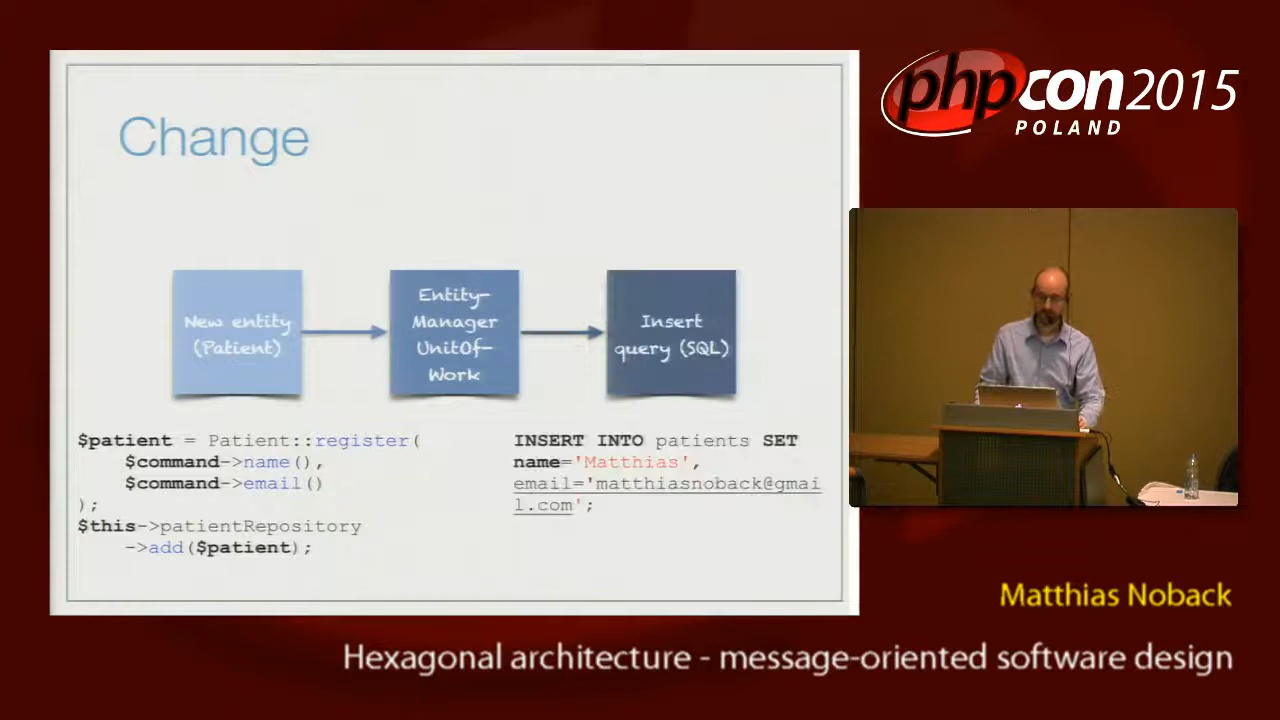 phpcon2015
POLAND
Change
New entity
(Patient)
Entity-
Manager
UnitOf-
Work
Insert
query (SQL)
$patient = Patient::register(
$command->name(),
$command->email()
);
$this->patientRepository
->add($patient);
INSERT INTO patients SET
name='Matthias',
email='matthiasnoback@gmai
l.com';
Matthias Noback
Hexagonal architecture - message-oriented software design